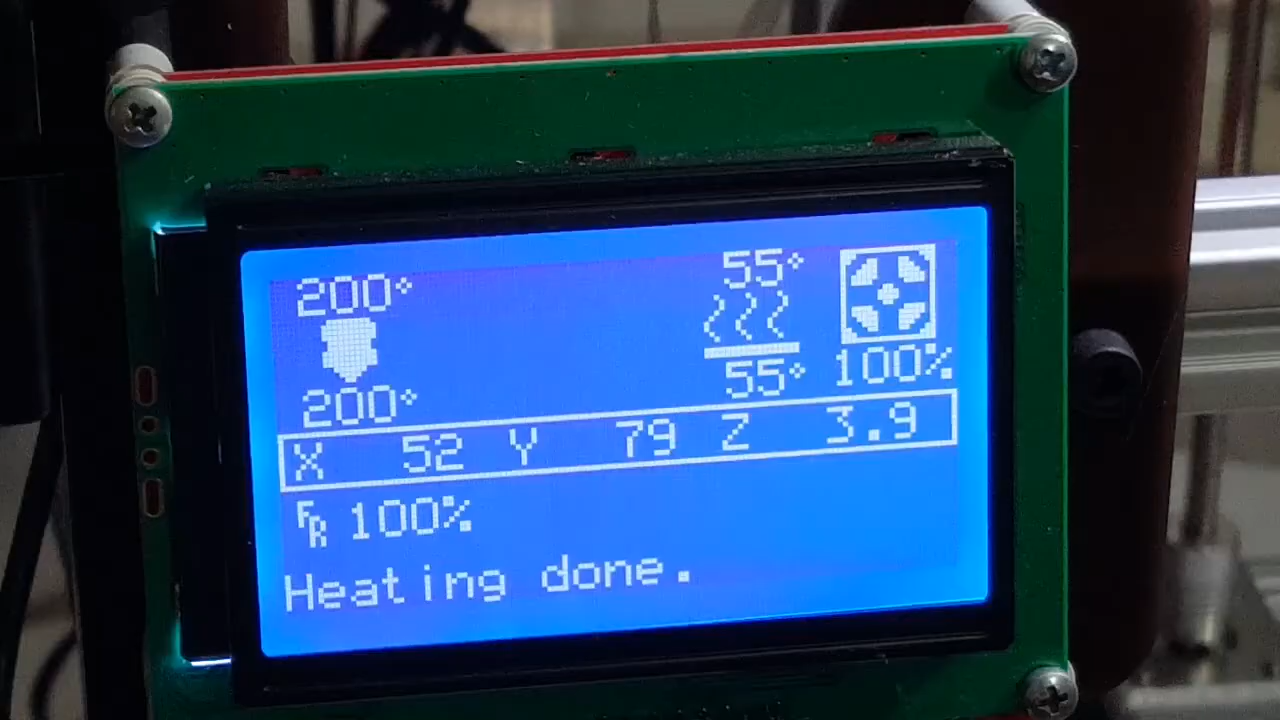 200° 55°
200° 55° 100%
X 52 Y 79 Z 3.9
FR 100%
Heating done.